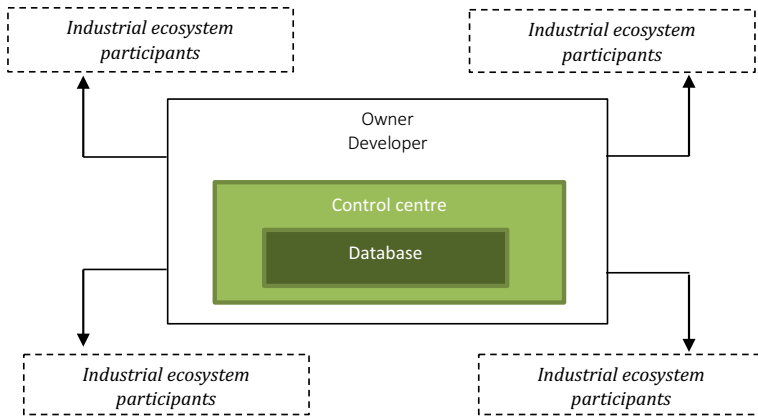 Industrial ecosystem
participants
Industrial ecosystem
participants
Owner
Developer
Control centre
Database
Industrial ecosystem
participants
Industrial ecosystem
participants